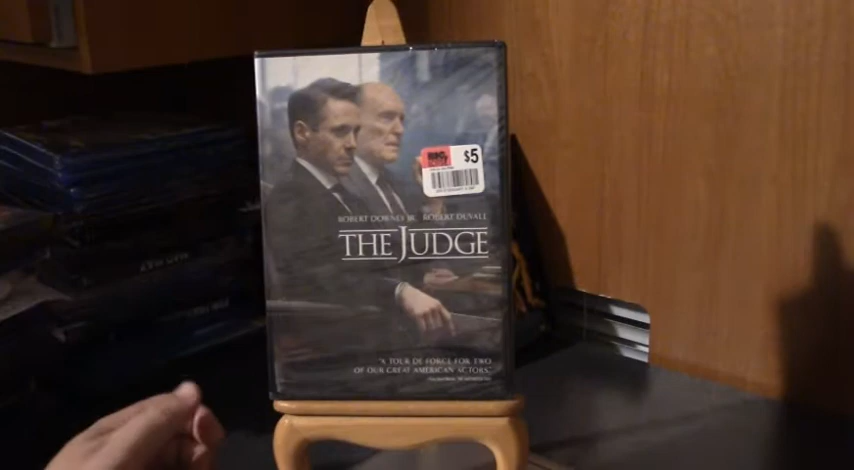 $5
ROBERT DOWNEY JR. ROBERT DUVALL
THE JUDGE
"A TOUR DE FORCE FOR TWO
OF OUR GREAT AMERICAN ACTORS."